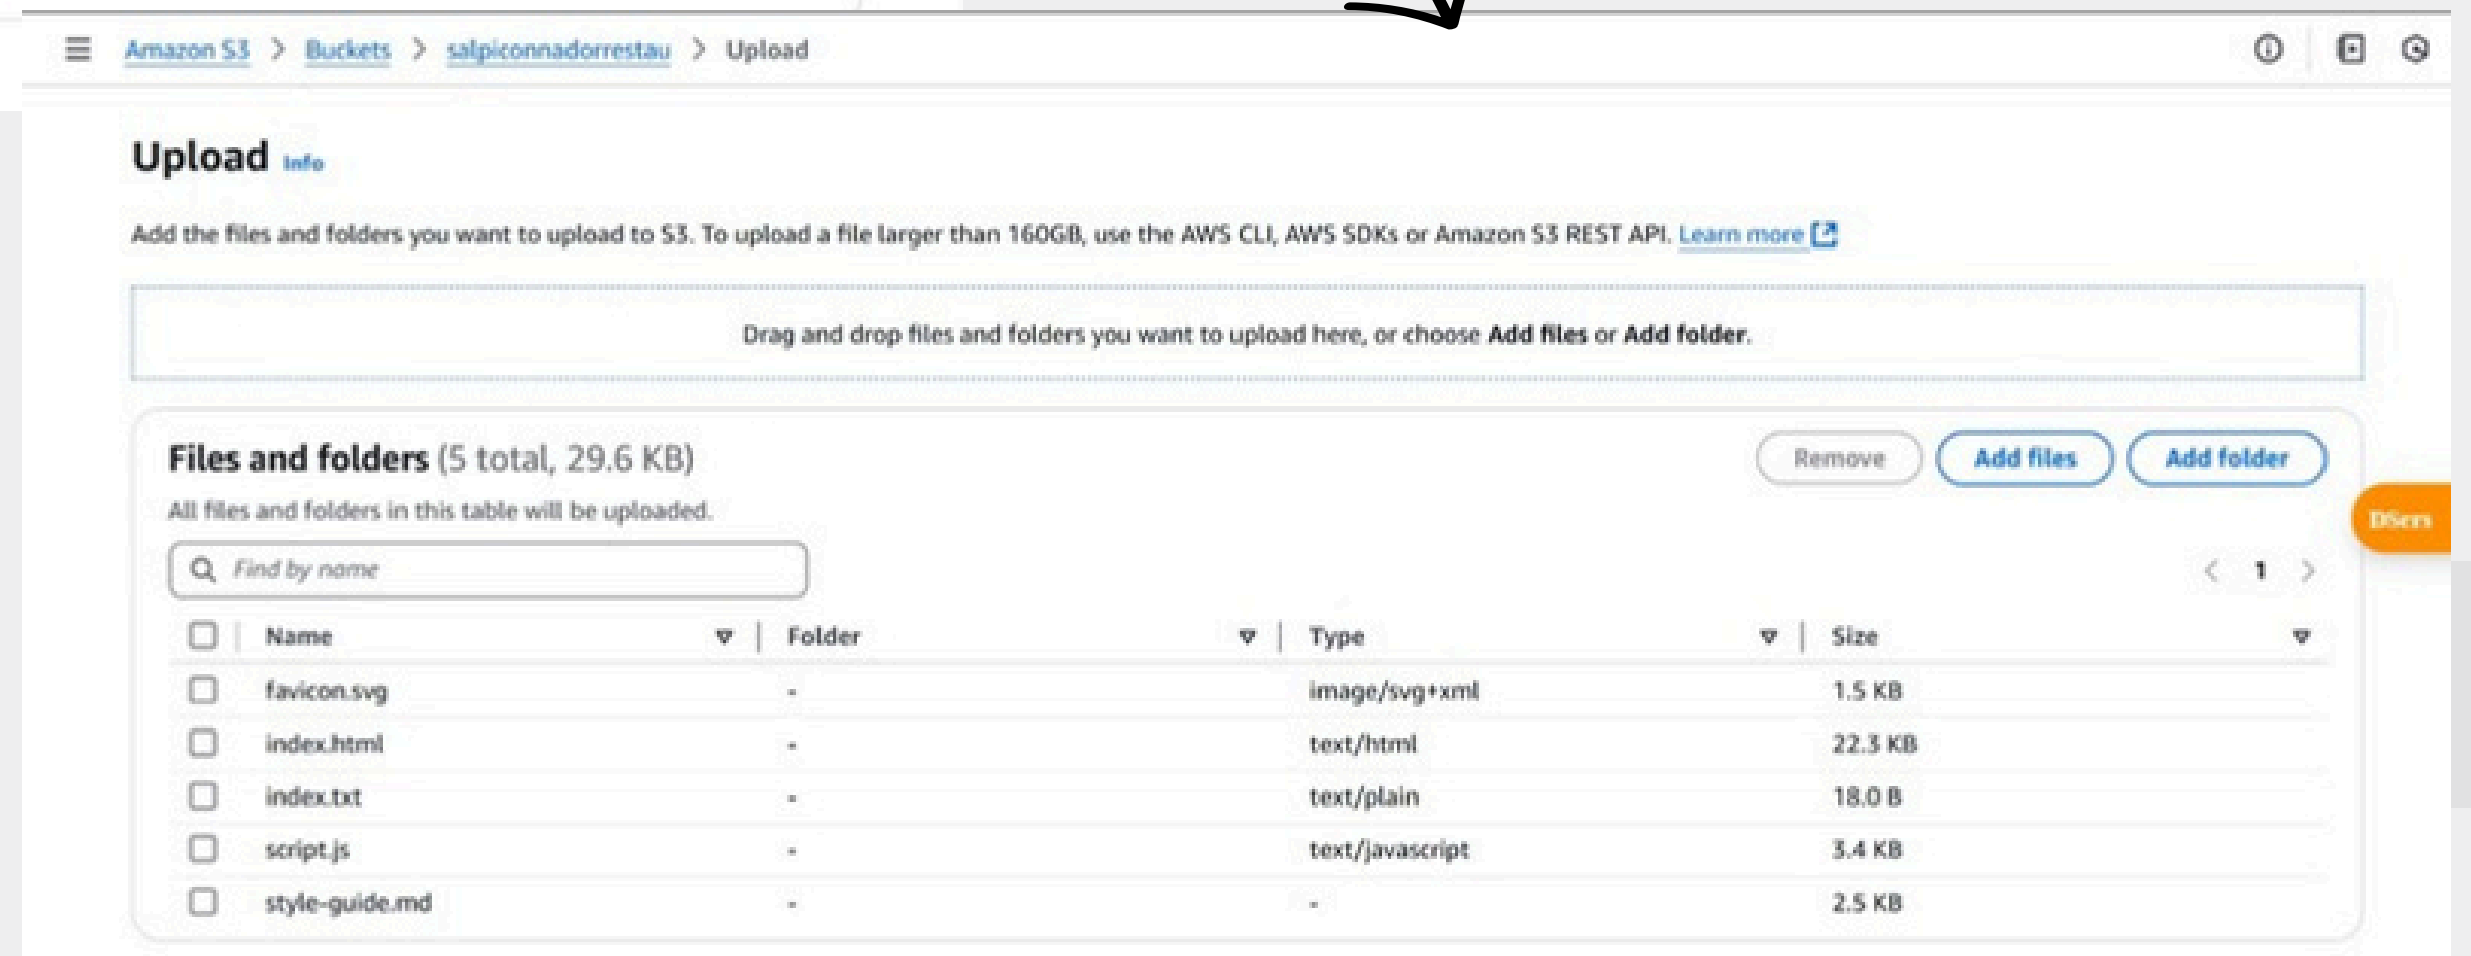 Amazon S3 > Buckets > salpiconnadorrestau > Upload
Upload Info
Add the files and folders you want to upload to S3. To upload a file larger than 160GB, use the AWS CLI, AWS SDKs or Amazon S3 REST API. Learn more
Drag and drop files and folders you want to upload here, or choose Add files or Add folder.
Files and folders (5 total, 29.6 KB)
Remove Add files Add folder
All files and folders in this table will be uploaded.
DSers
Find by name
< 1 >
Name Folder Type Size
favicon.svg - image/svg+xml 1.5 KB
index.html - text/html 22.3 KB
index.txt - text/plain 18.0 B
script.js - text/javascript 3.4 KB
style-guide.md - - 2.5 KB